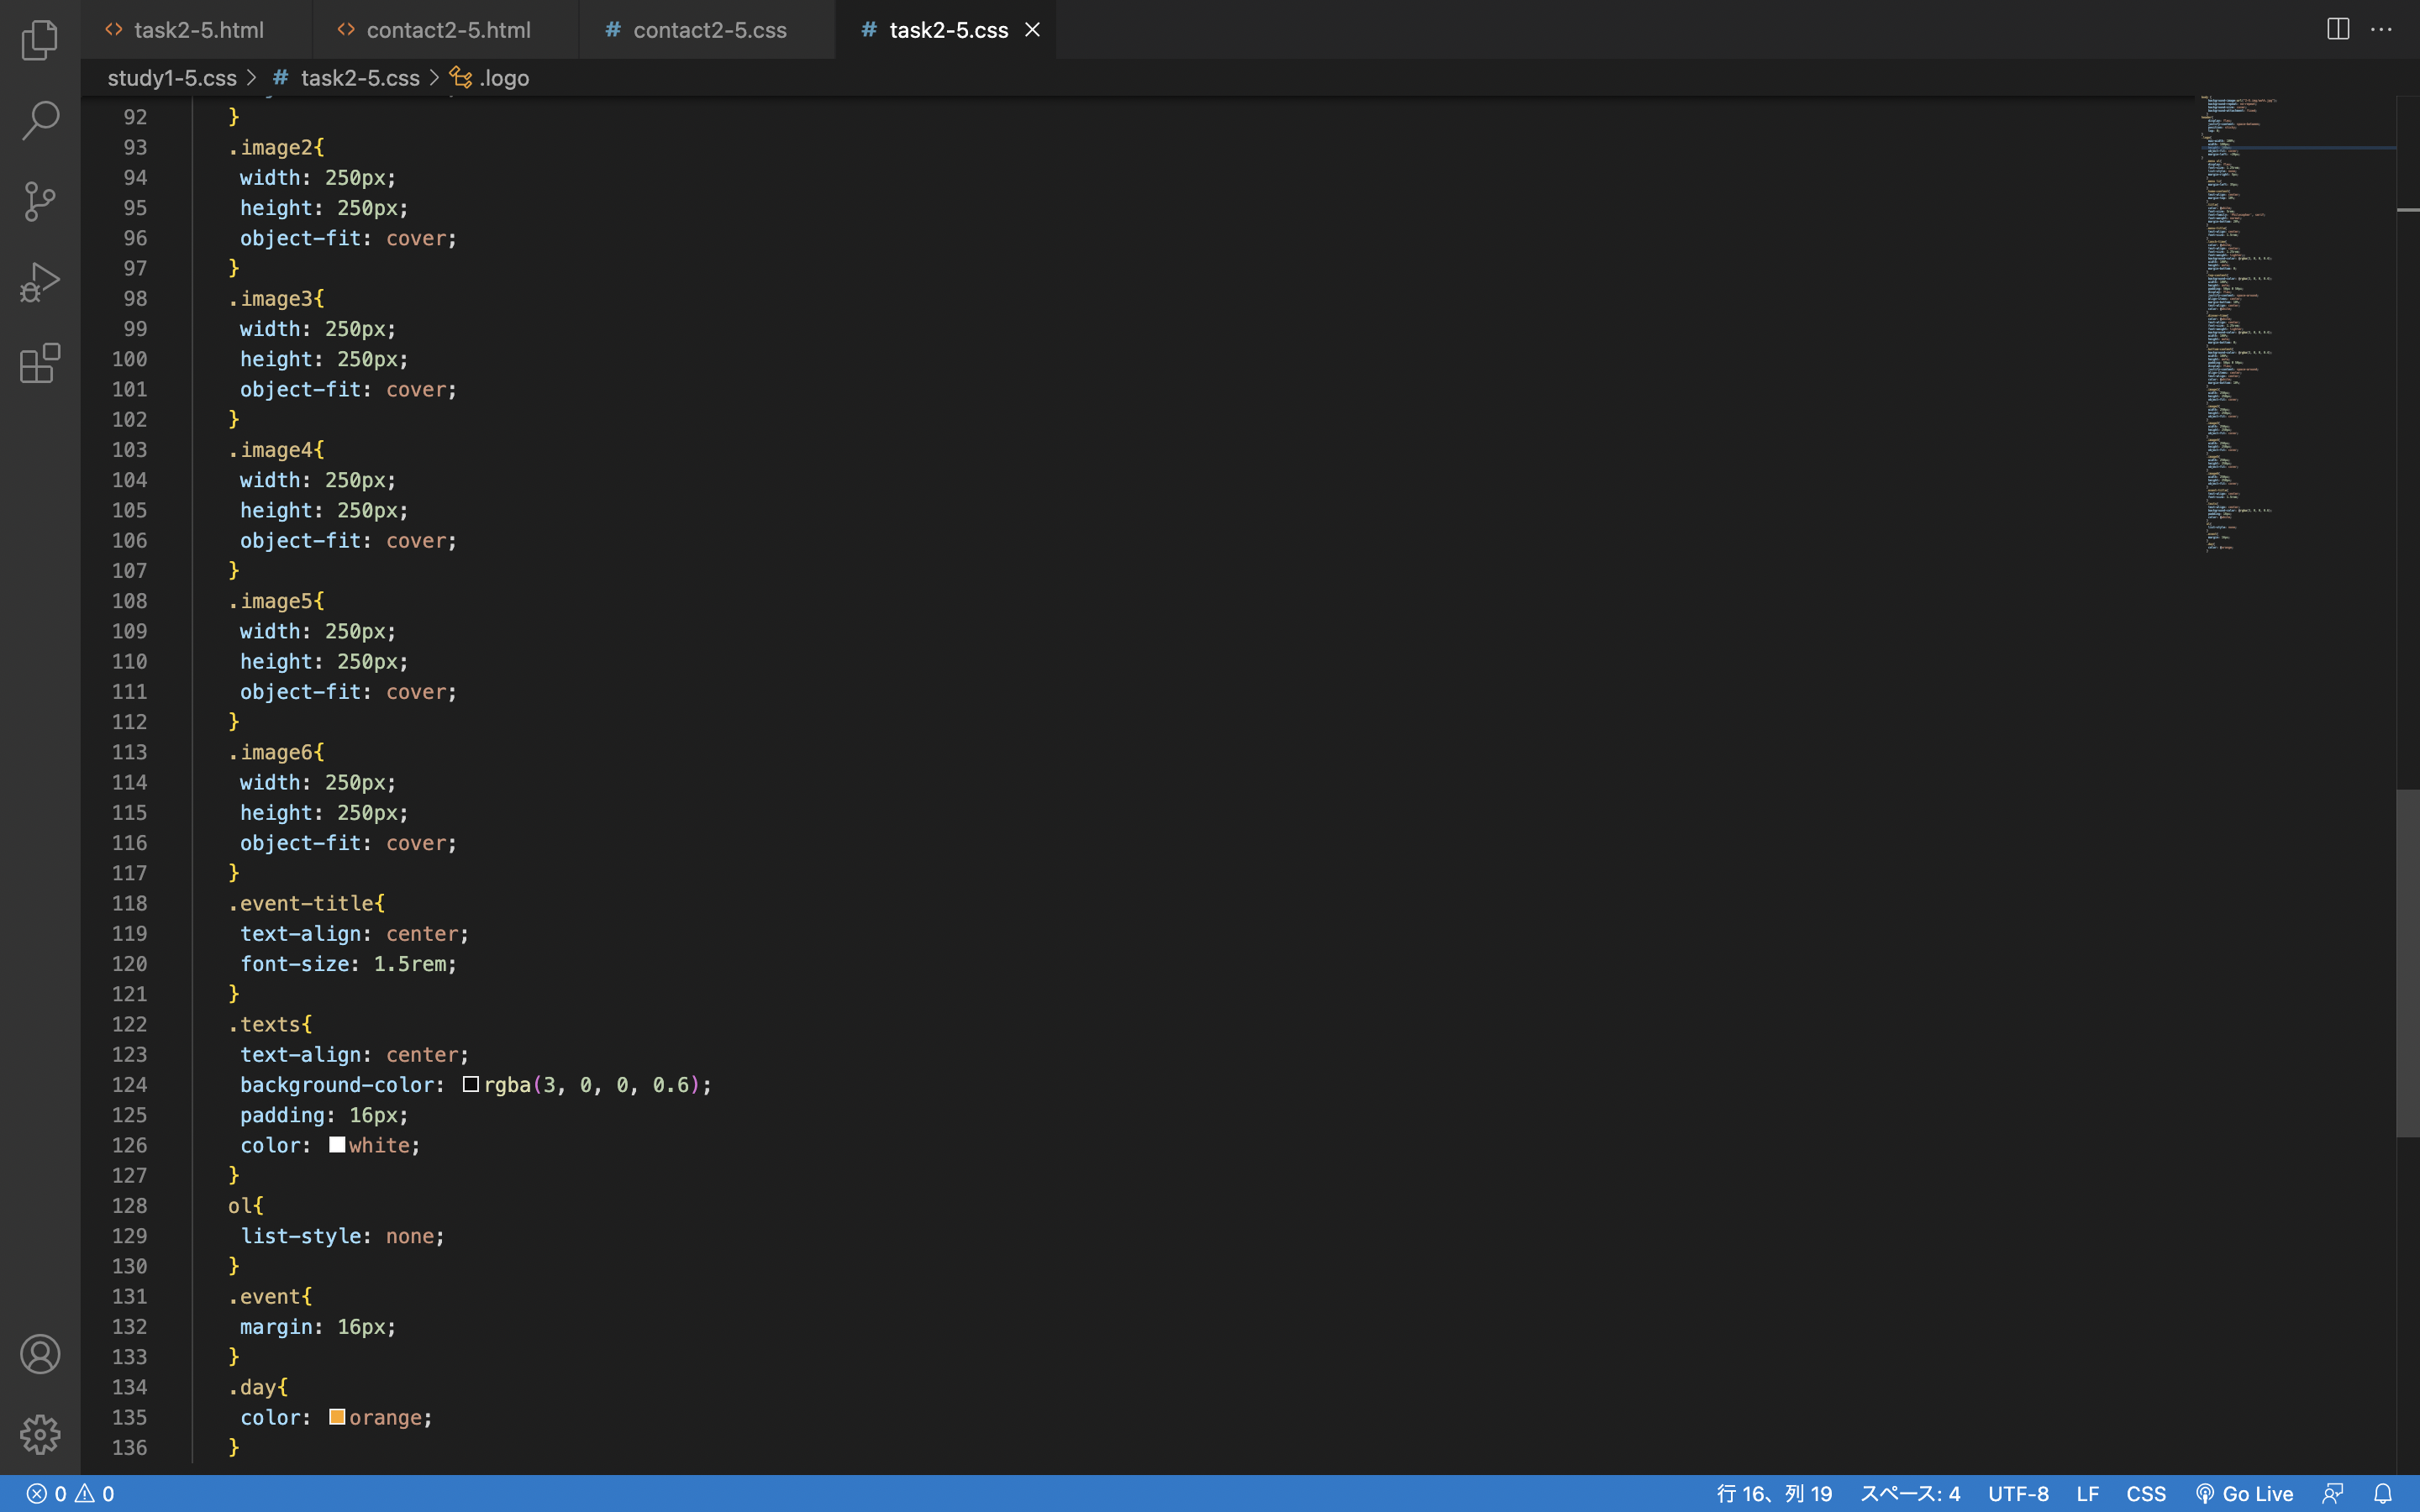 task2-5.html contact2-5.html # contact2-5.css # task2-5.css
study1-5.css > # task2-5.css > .logo
92 }
93 .image2{
94 width: 250px;
95 height: 250px;
96 object-fit: cover;
97 }
98 .image3{
99 width: 250px;
100 height: 250px;
101 object-fit: cover;
102 }
103 .image4{
104 width: 250px;
105 height: 250px;
106 object-fit: cover;
107 }
108 .image5{
109 width: 250px;
110 height: 250px;
111 object-fit: cover;
112 }
113 .image6{
114 width: 250px;
115 height: 250px;
116 object-fit: cover;
117 }
118 .event-title{
119 text-align: center;
120 font-size: 1.5rem;
121 }
122 .texts{
123 text-align: center;
124 background-color: rgba(3, 0, 0, 0.6);
125 padding: 16px;
126 color: white;
127 }
128 ol{
129 list-style: none;
130 }
131 .event{
132 margin: 16px;
133 }
134 .day{
135 color: orange;
136 }
0 0 行 16、列 19 スペース: 4 UTF-8 LF CSS Go Live